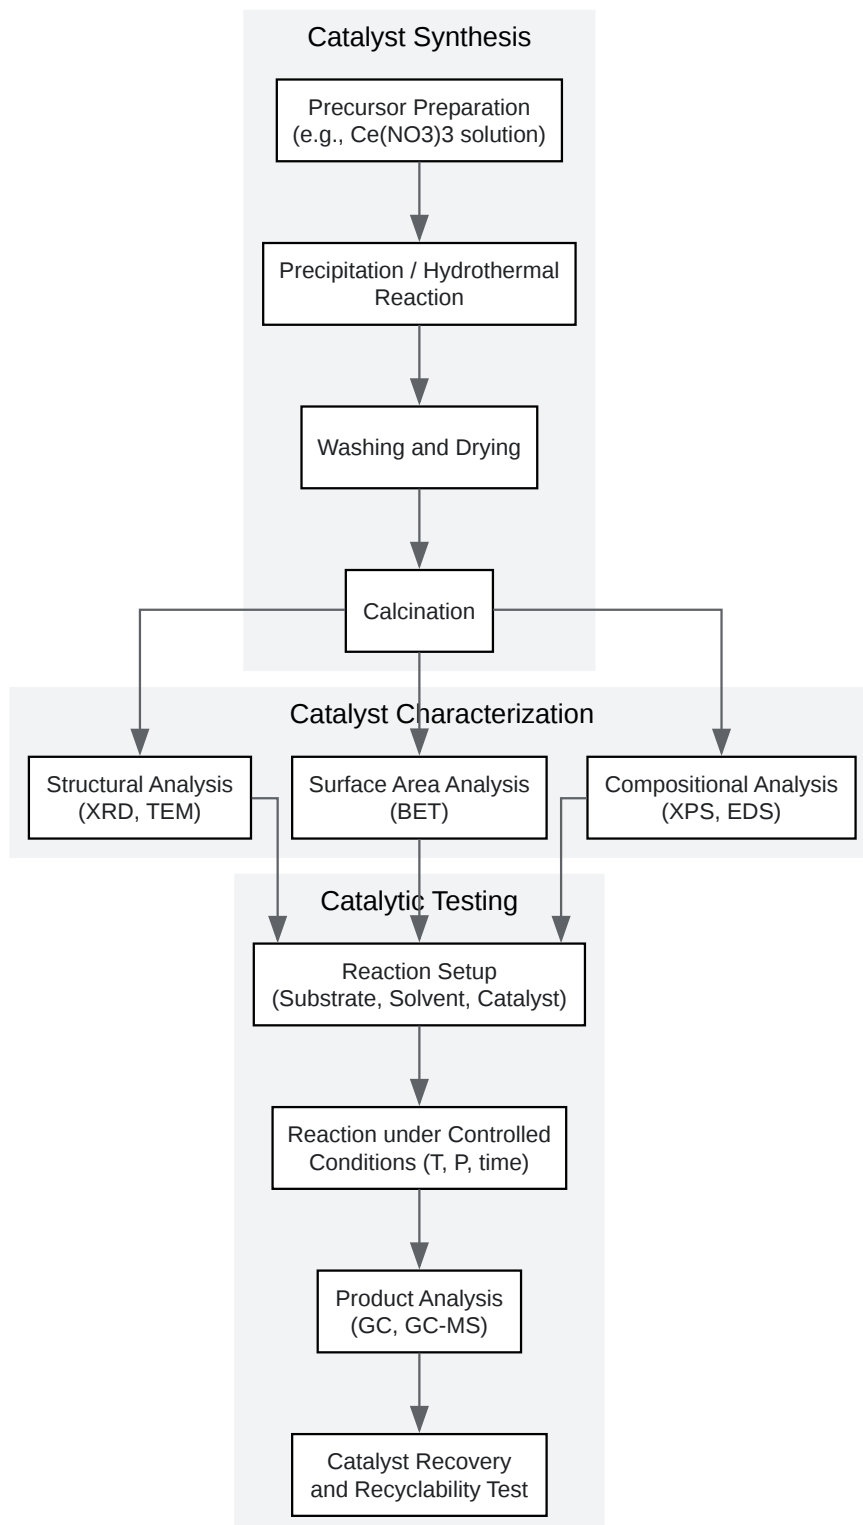 Catalyst Synthesis
Precursor Preparation
(e.g., Ce(NO3)3 solution)
Precipitation / Hydrothermal
Reaction
Washing and Drying
Calcination
Catalyst Characterization
Structural Analysis
(XRD, TEM)
Surface Area Analysis
(BET)
Compositional Analysis
(XPS, EDS)
Catalytic Testing
Reaction Setup
(Substrate, Solvent, Catalyst)
Reaction under Controlled
Conditions (T, P, time)
Product Analysis
(GC, GC-MS)
Catalyst Recovery
and Recyclability Test